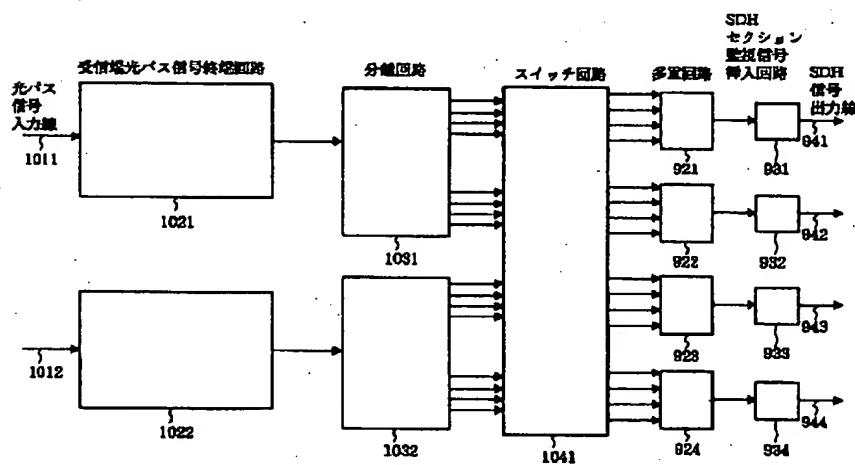 光パス
信号
入力線
受信端光パス信号終端回路
分離回路
スイッチ回路
多重回路
SDH
セクション
監視信号
挿入回路
SDH
信号
出力線
1011
1021
1031
921
931
941
922
932
942
1012
1022
1032
1041
923
933
943
924
934
944